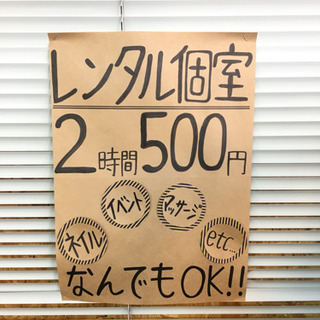 レンタル個室
2時間500円
イベント
マッサージ
ネイル
etc...
なんでもOK!!